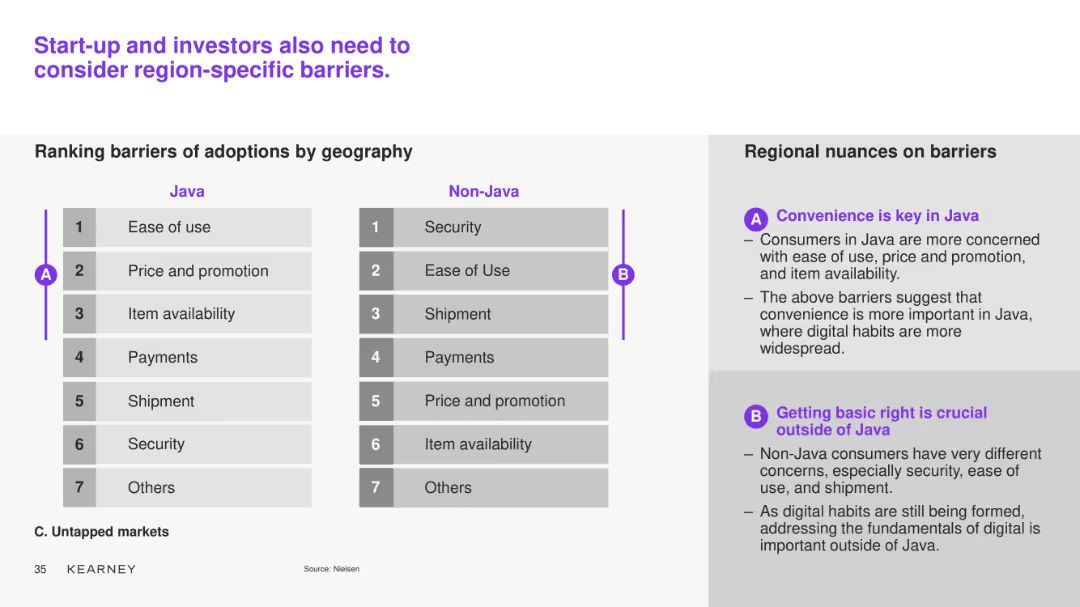 Start-up and investors also need to
consider region-specific barriers.
Ranking barriers of adoptions by geography
Java
1 Ease of use
2 Price and promotion
3 Item availability
4 Payments
5 Shipment
6 Security
7 Others
A
Non-Java
1 Security
2 Ease of Use
3 Shipment
4 Payments
5 Price and promotion
6 Item availability
7 Others
B
Regional nuances on barriers
A Convenience is key in Java
– Consumers in Java are more concerned
with ease of use, price and promotion,
and item availability.
– The above barriers suggest that
convenience is more important in Java,
where digital habits are more
widespread.
B Getting basic right is crucial
outside of Java
– Non-Java consumers have very different
concerns, especially security, ease of
use, and shipment.
– As digital habits are still being formed,
addressing the fundamentals of digital is
important outside of Java.
C. Untapped markets
35 KEARNEY
Source: Nielsen